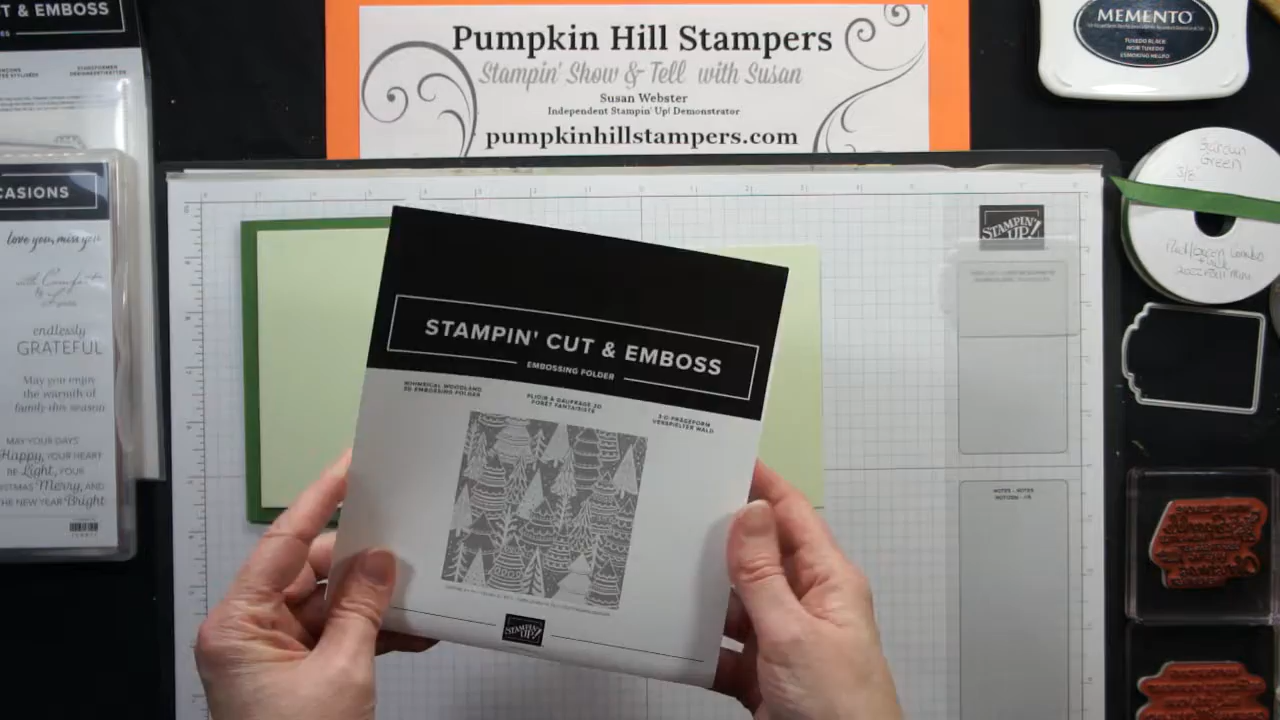 Pumpkin Hill Stampers
Stampin' Show & Tell with Susan
Susan Webster
Independent Stampin' Up! Demonstrator
pumpkinhillstampers.com
CUT & EMBOSS
MEMENTO
TUXEDO BLACK
Garden
Green
3/8"
CASIONS
love you, miss you
endlessly
GRATEFUL
May you enjoy
the warmth of
family this season
MAY YOUR DAYS
Happy, YOUR HEART
BE Light, YOUR
Merry, AND
THE NEW YEAR Bright
STAMPIN' UP!
STAMPIN' CUT & EMBOSS
EMBOSSING FOLDER
WHIMSICAL WOODLAND
3D EMBOSSING FOLDER
PLIOIR À GAUFRAGE 3D
FORÊT FANTAISISTE
3-D-PRÄGEFORM
VERSPIELTER WALD
STAMPIN' UP!